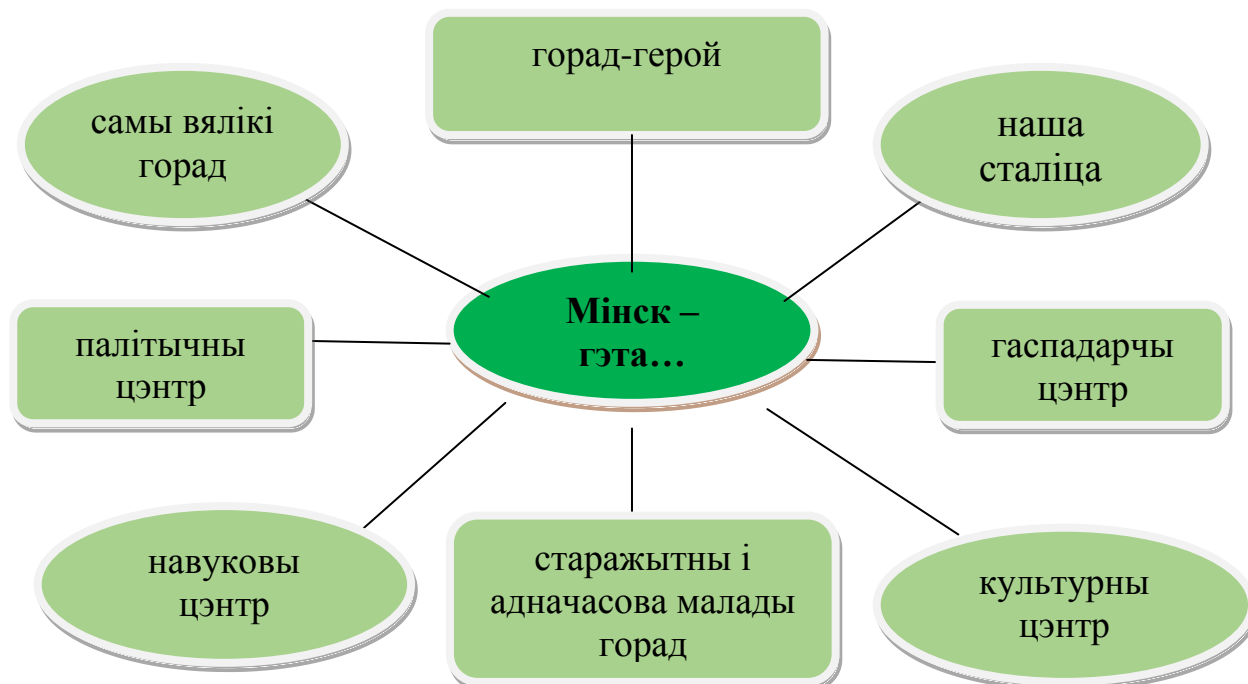 горад-герой
самы вялікі
горад
наша
сталіца
Мінск –
гэта…
палітычны
цэнтр
гаспадарчы
цэнтр
навуковы
цэнтр
старажытны і
адначасова малады
горад
культурны
цэнтр